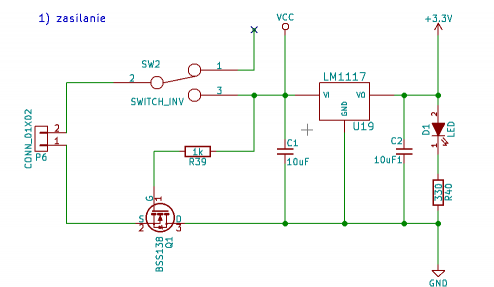 1) zasilanie
VCC
+3.3V
SW2
1
2
3
SWITCH_INV
LM1117
VI
VO
GND
U19
CONN_01X02
2
1
P6
1k
R39
C1
10uF
C2
10uF1
2
D1
LED
1
330
R40
G
1
S
D
2
3
BSS138
Q1
GND